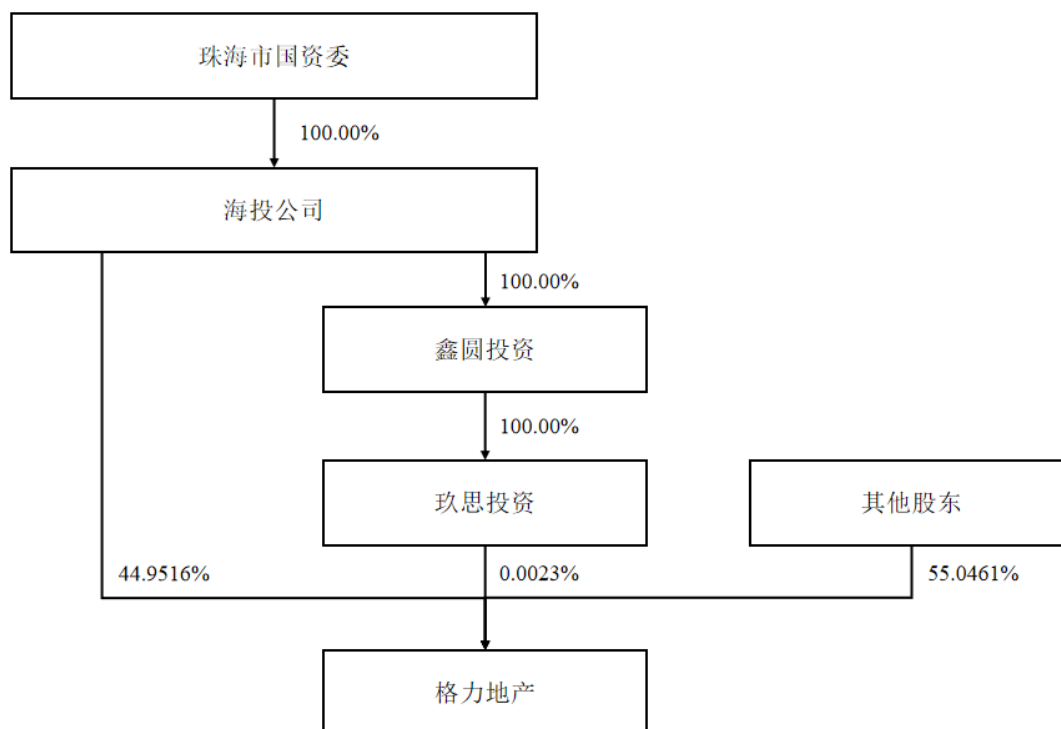 珠海市国资委
100.00%
海投公司
100.00%
鑫圆投资
100.00%
玖思投资
其他股东
44.9516%
0.0023%
55.0461%
格力地产